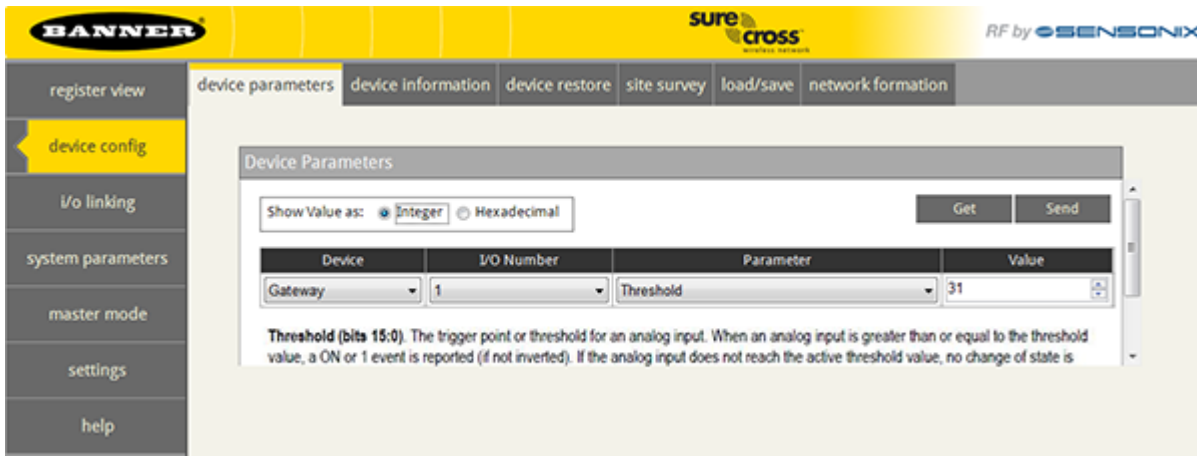 BANNER
sure cross
wireless network
RF by SENSONIX
register view
device config
i/o linking
system parameters
master mode
settings
help
device parameters device information device restore site survey load/save network formation
Device Parameters
Show Value as: Integer Hexadecimal Get Send
Device I/O Number Parameter Value
Gateway 1 Threshold 31
Threshold (bits 15:0). The trigger point or threshold for an analog input. When an analog input is greater than or equal to the threshold
value, a ON or 1 event is reported (if not inverted). If the analog input does not reach the active threshold value, no change of state is